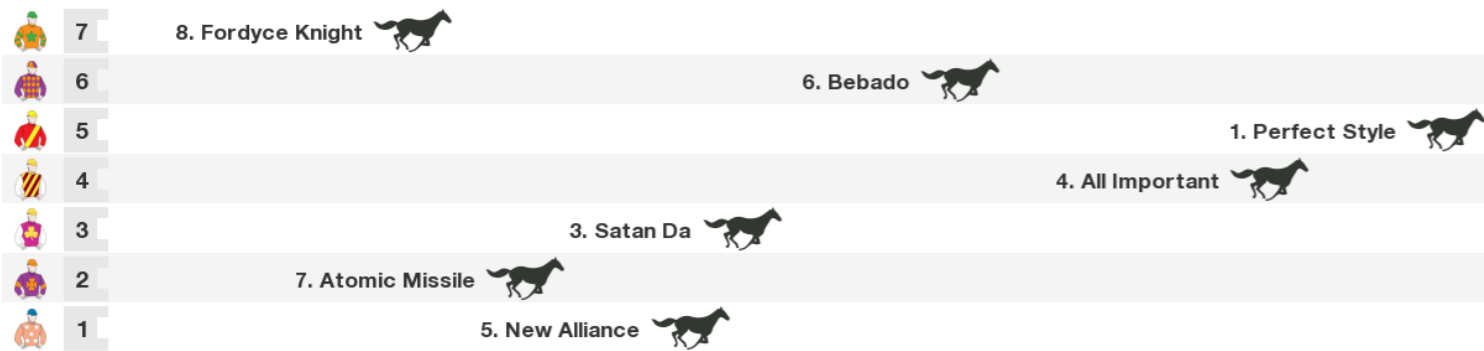 7 8. Fordyce Knight
6 6. Bebado
5 1. Perfect Style
4 4. All Important
3 3. Satan Da
2 7. Atomic Missile
1 5. New Alliance